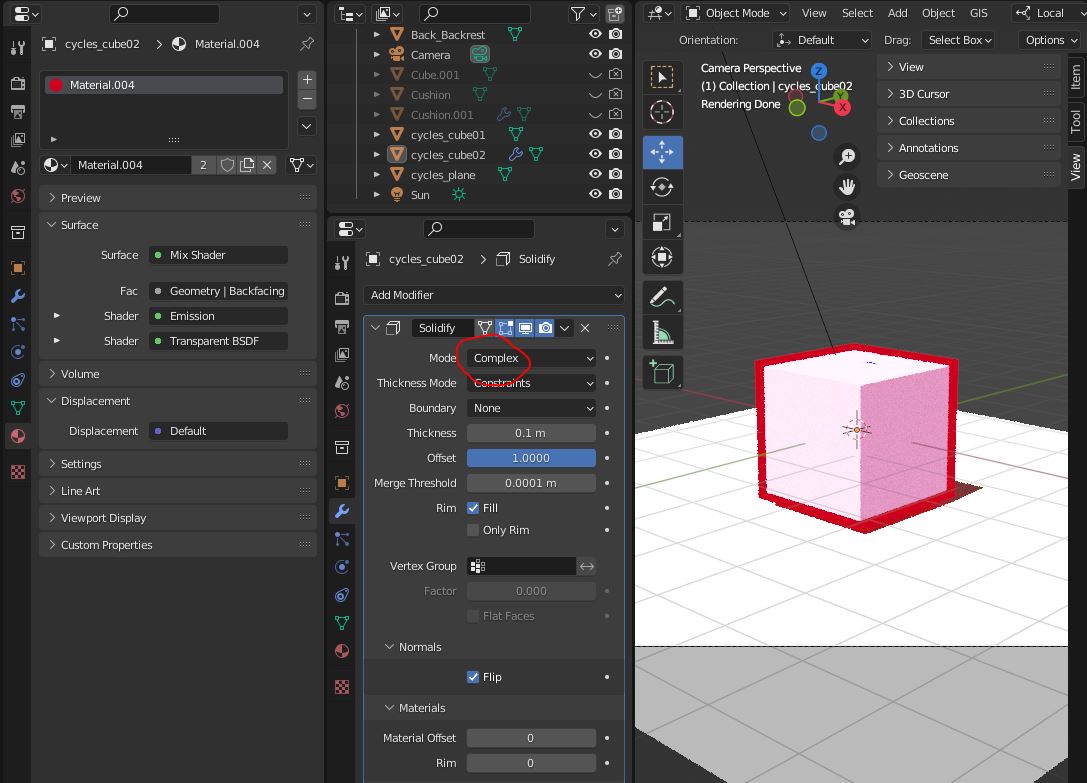 cycles_cube02 > Material.004
Material.004
Material.004 2
Preview
Surface
Surface Mix Shader
Fac Geometry | Backfacing
Shader Emission
Shader Transparent BSDF
Volume
Displacement
Displacement Default
Settings
Line Art
Viewport Display
Custom Properties
Back_Backrest
Camera
Cube.001
Cushion
Cushion.001
cycles_cube01
cycles_cube02
cycles_plane
Sun
cycles_cube02 > Solidify
Add Modifier
Solidify
Mode Complex
Thickness Mode Constraints
Boundary None
Thickness 0.1 m
Offset 1.0000
Merge Threshold 0.0001 m
Rim Fill
Only Rim
Vertex Group
Factor 0.000
Flat Faces
Normals
Flip
Materials
Material Offset 0
Rim 0
Object Mode View Select Add Object GIS Local
Orientation: Default Drag: Select Box Options
Camera Perspective
(1) Collection | cycles_cube02
Rendering Done
Z
Y
X
View
3D Cursor
Collections
Annotations
Geoscene
Item
Tool
View